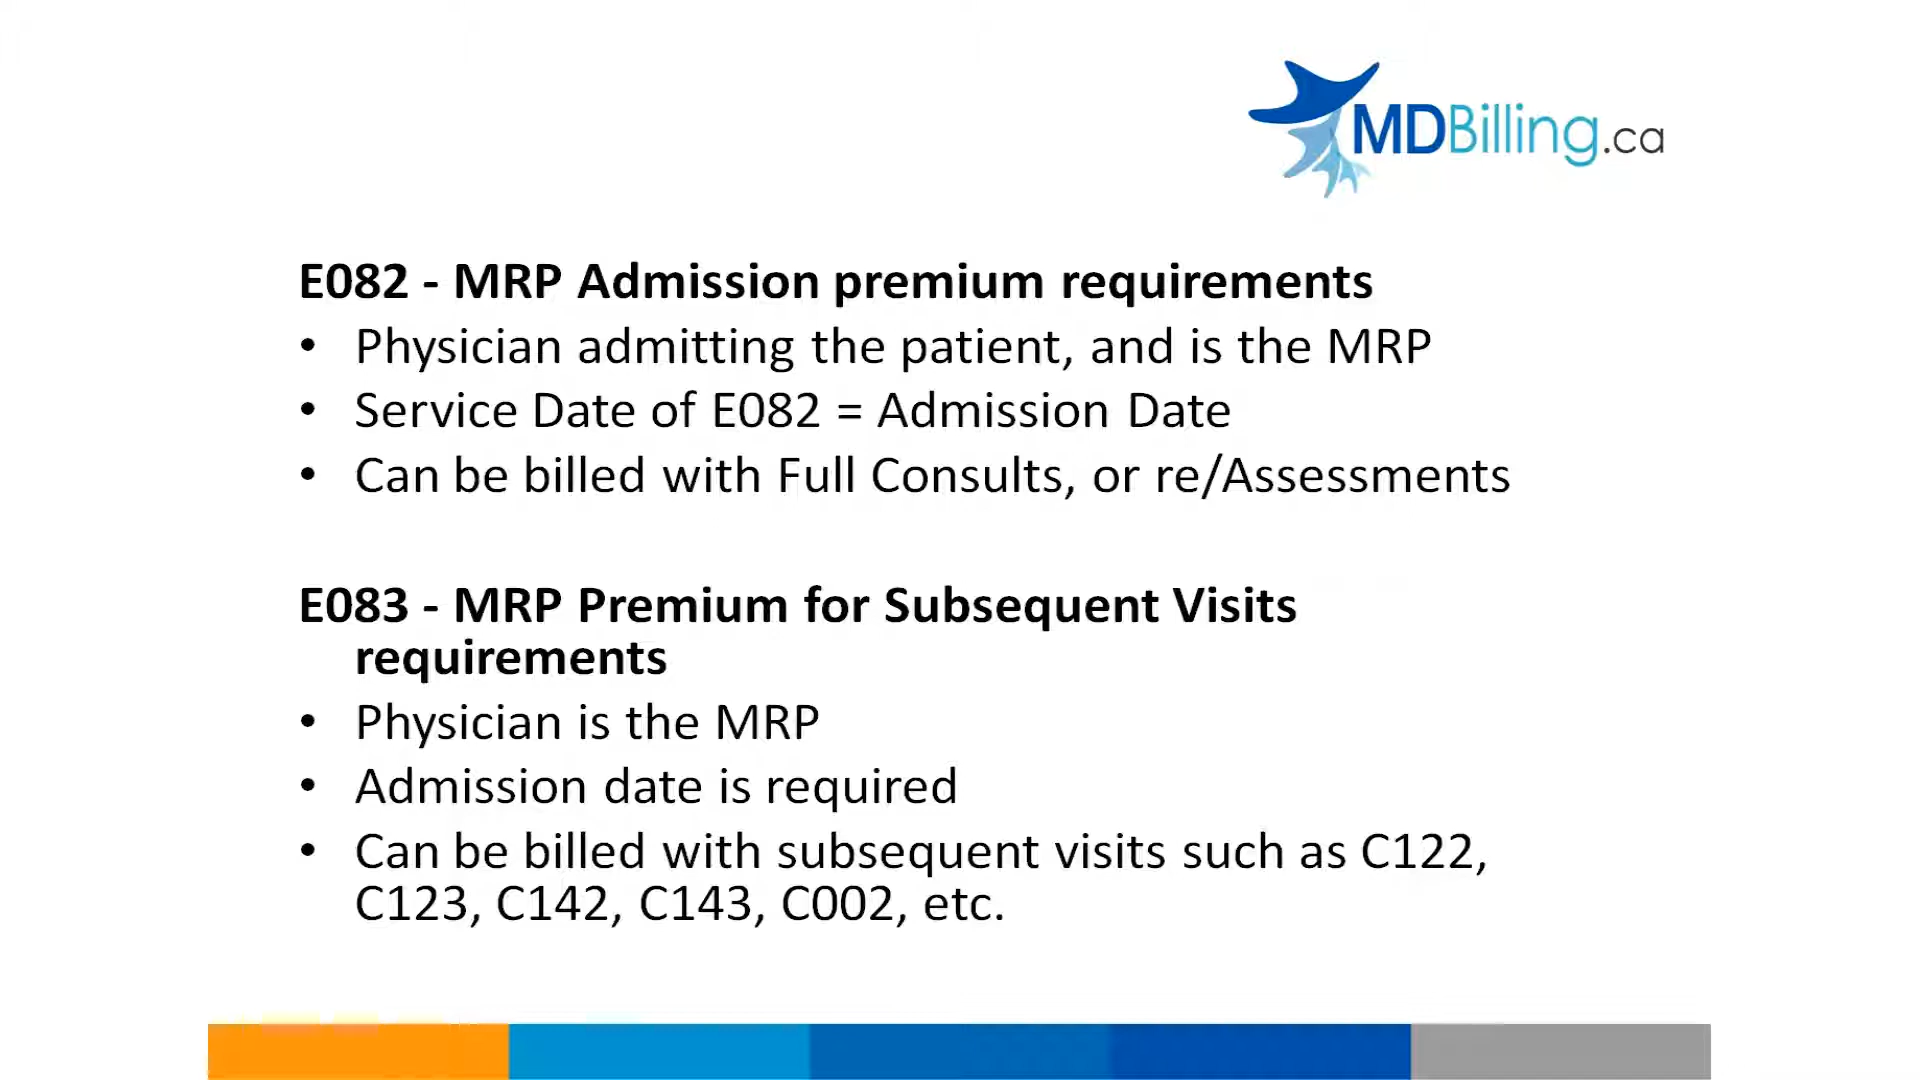 MDBilling.ca
E082 - MRP Admission premium requirements
• Physician admitting the patient, and is the MRP
• Service Date of E082 = Admission Date
• Can be billed with Full Consults, or re/Assessments
E083 - MRP Premium for Subsequent Visits
requirements
• Physician is the MRP
• Admission date is required
• Can be billed with subsequent visits such as C122,
C123, C142, C143, C002, etc.